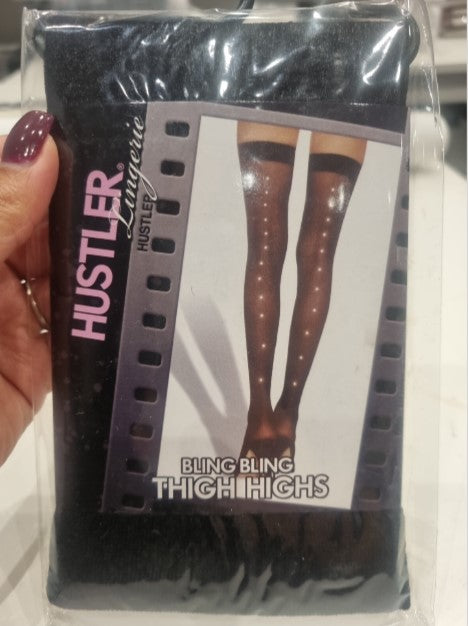 HUSTLER®
Lingerie
HUSTLER
BLING BLING
THIGH HIGHS